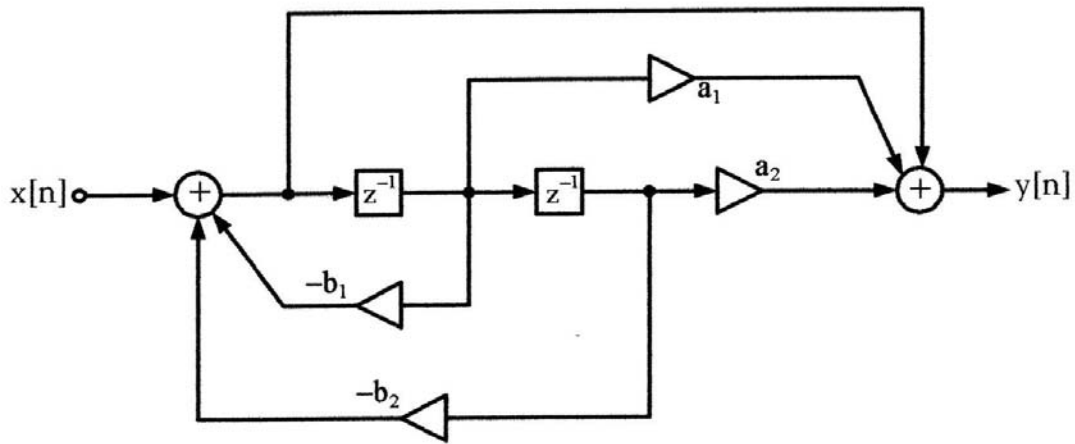 a₁
x[n]
+
z⁻¹
z⁻¹
a₂
+
y[n]
−b₁
−b₂